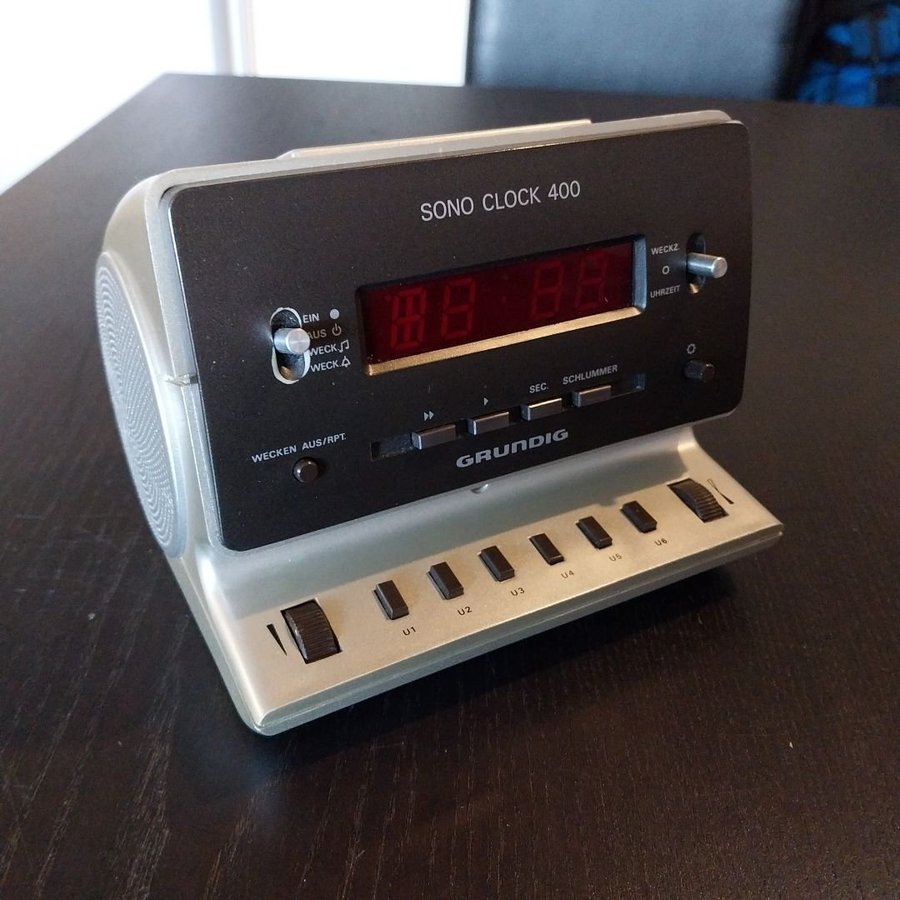 SONO CLOCK 400
WECKZ.
UHRZEIT
EIN
AUS
WECK.
WECK.
SEC.
SCHLUMMER
WECKEN AUS/RPT.
GRUNDIG
U1
U2
U3
U4
U5
U6